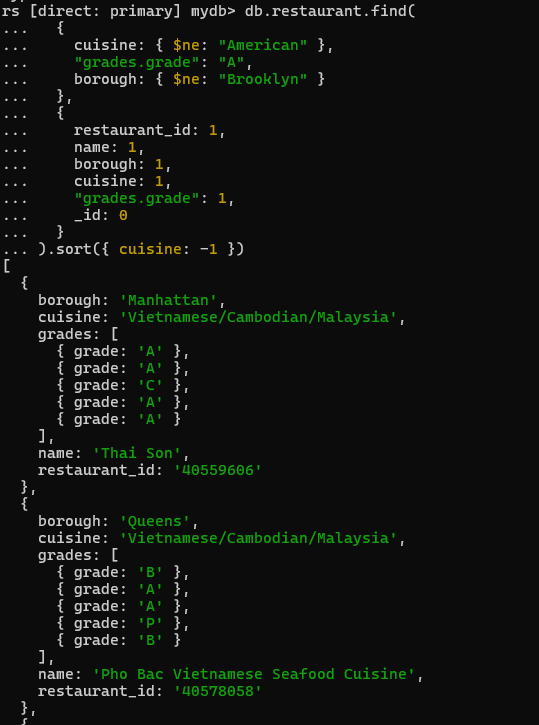 rs [direct: primary] mydb> db.restaurant.find(
...   {
...     cuisine: { $ne: "American" },
...     "grades.grade": "A",
...     borough: { $ne: "Brooklyn" }
...   },
...   {
...     restaurant_id: 1,
...     name: 1,
...     borough: 1,
...     cuisine: 1,
...     "grades.grade": 1,
...     _id: 0
...   }
... ).sort({ cuisine: -1 })
[
  {
    borough: 'Manhattan',
    cuisine: 'Vietnamese/Cambodian/Malaysia',
    grades: [
      { grade: 'A' },
      { grade: 'A' },
      { grade: 'C' },
      { grade: 'A' },
      { grade: 'A' }
    ],
    name: 'Thai Son',
    restaurant_id: '40559606'
  },
  {
    borough: 'Queens',
    cuisine: 'Vietnamese/Cambodian/Malaysia',
    grades: [
      { grade: 'B' },
      { grade: 'A' },
      { grade: 'A' },
      { grade: 'P' },
      { grade: 'B' }
    ],
    name: 'Pho Bac Vietnamese Seafood Cuisine',
    restaurant_id: '40578058'
  },
  {